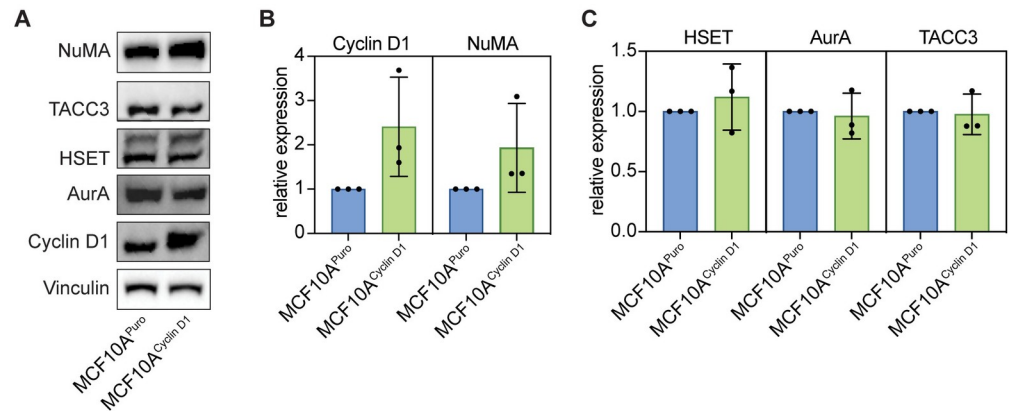 A
NuMA
TACC3
HSET
AurA
Cyclin D1
Vinculin
MCF10A^Puro
MCF10A^Cyclin D1
B
Cyclin D1 NuMA
relative expression
4
3
2
1
0
MCF10A^Puro
MCF10A^Cyclin D1
MCF10A^Puro
MCF10A^Cyclin D1
C
HSET AurA TACC3
relative expression
1.5
1.0
0.5
0.0
MCF10A^Puro
MCF10A^Cyclin D1
MCF10A^Puro
MCF10A^Cyclin D1
MCF10A^Puro
MCF10A^Cyclin D1